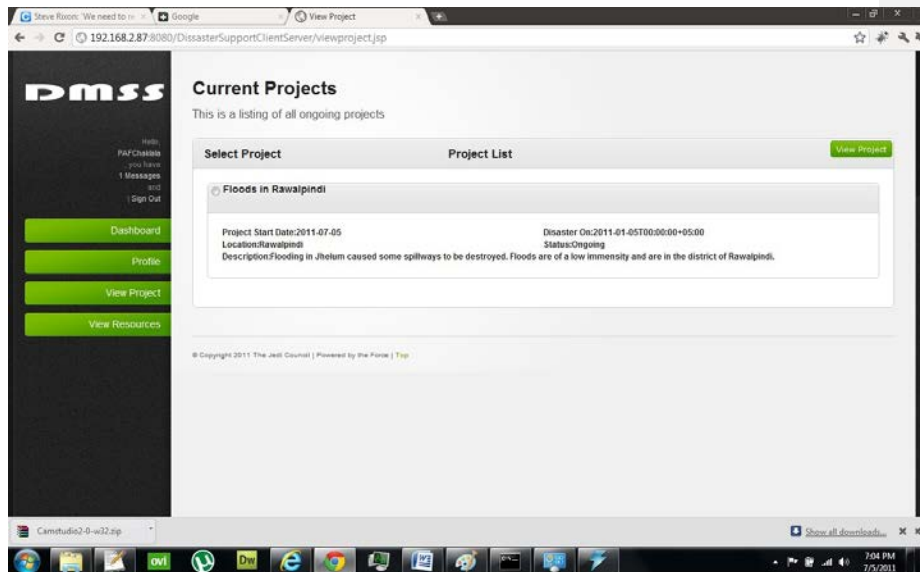 Steve Rixon: 'We need to re
Google
View Project
192.168.2.87:8080/DissasterSupportClientServer/viewproject.jsp
DMSS
Hello,
PAFChaklala
, you have
1 Messages
and
| Sign Out
Dashboard
Profile
View Project
View Resources
Current Projects
This is a listing of all ongoing projects
Select Project Project List View Project
Floods in Rawalpindi
Project Start Date:2011-07-05 Disaster On:2011-01-05T00:00:00+05:00
Location:Rawalpindi Status:Ongoing
Description:Flooding in Jhelum caused some spillways to be destroyed. Floods are of a low immensity and are in the district of Rawalpindi.
© Copyright 2011 The Jedi Council | Powered by the Force | Top
Camstudio2-0-w32.zip
Show all downloads...
ovi
Dw
7:04 PM
7/5/2011